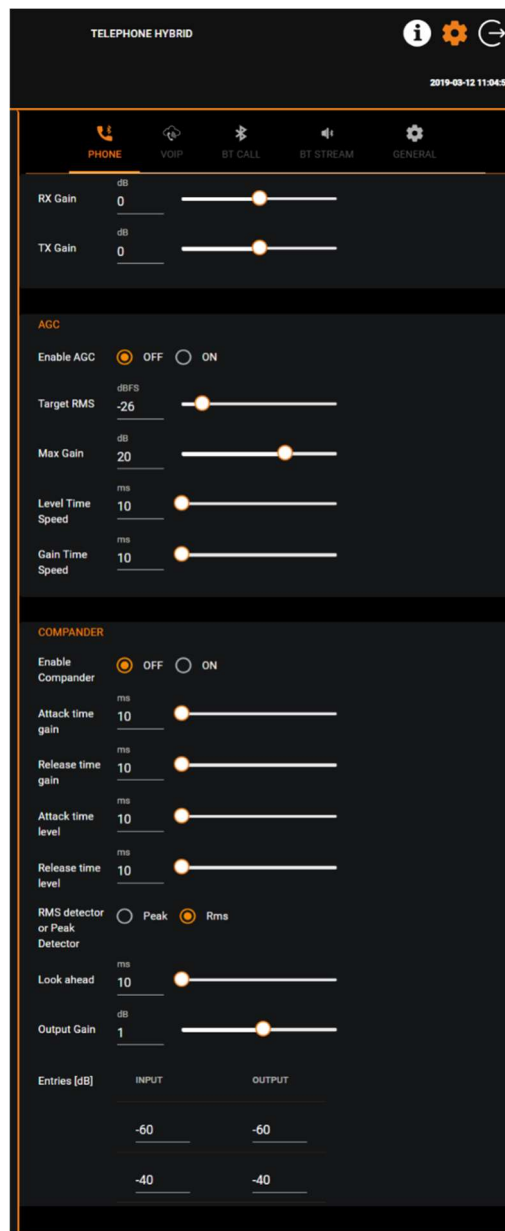 TELEPHONE HYBRID
2019-03-12 11:04:5
PHONE VOIP BT CALL BT STREAM GENERAL
dB
RX Gain 0
dB
TX Gain 0
AGC
Enable AGC OFF ON
dBFS
Target RMS -26
dB
Max Gain 20
ms
Level Time Speed 10
ms
Gain Time Speed 10
COMPANDER
Enable Compander OFF ON
ms
Attack time gain 10
ms
Release time gain 10
ms
Attack time level 10
ms
Release time level 10
RMS detector or Peak Detector Peak Rms
ms
Look ahead 10
dB
Output Gain 1
Entries [dB] INPUT OUTPUT
-60 -60
-40 -40